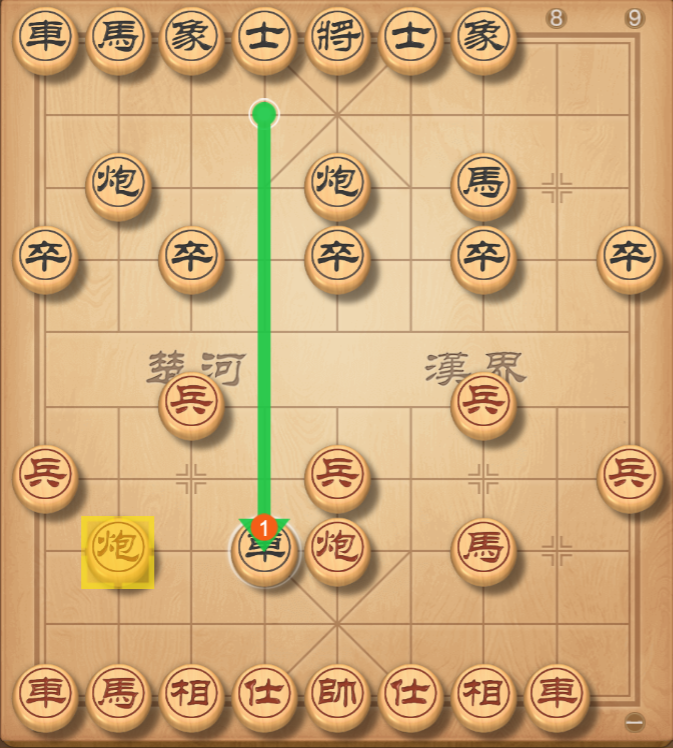 車馬象士將士象 8 9
炮炮馬
卒卒卒卒卒
楚河 漢界
兵兵
兵兵兵
炮車1炮馬
車馬相仕帥仕相車
一